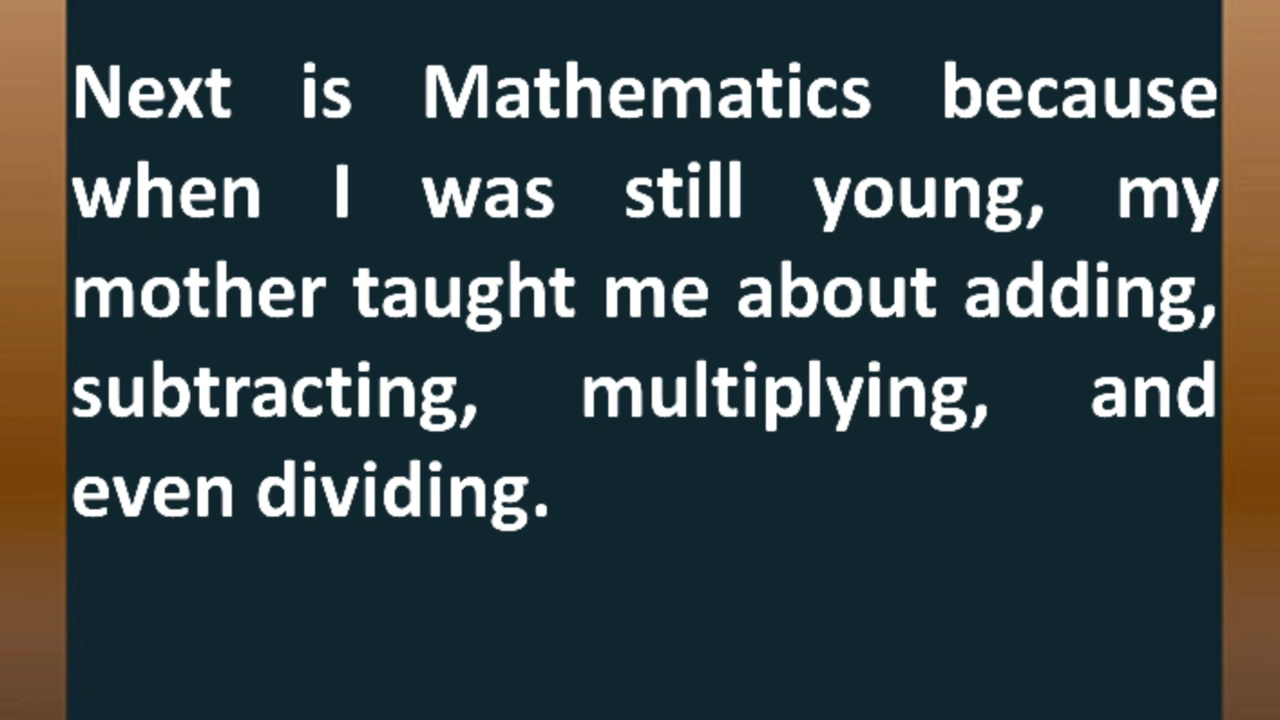 Next is Mathematics because
when I was still young, my
mother taught me about adding,
subtracting, multiplying, and
even dividing.